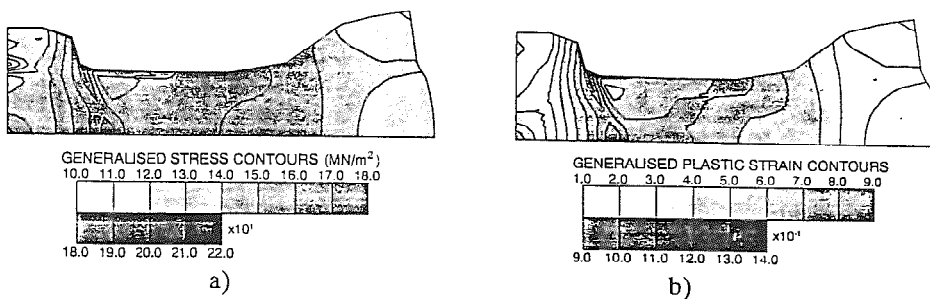 GENERALISED STRESS CONTOURS (MN/m²)
10.0 11.0 12.0 13.0 14.0 15.0 16.0 17.0 18.0
x10¹
18.0 19.0 20.0 21.0 22.0
a)
GENERALISED PLASTIC STRAIN CONTOURS
1.0 2.0 3.0 4.0 5.0 6.0 7.0 8.0 9.0
x10⁻¹
9.0 10.0 11.0 12.0 13.0 14.0
b)